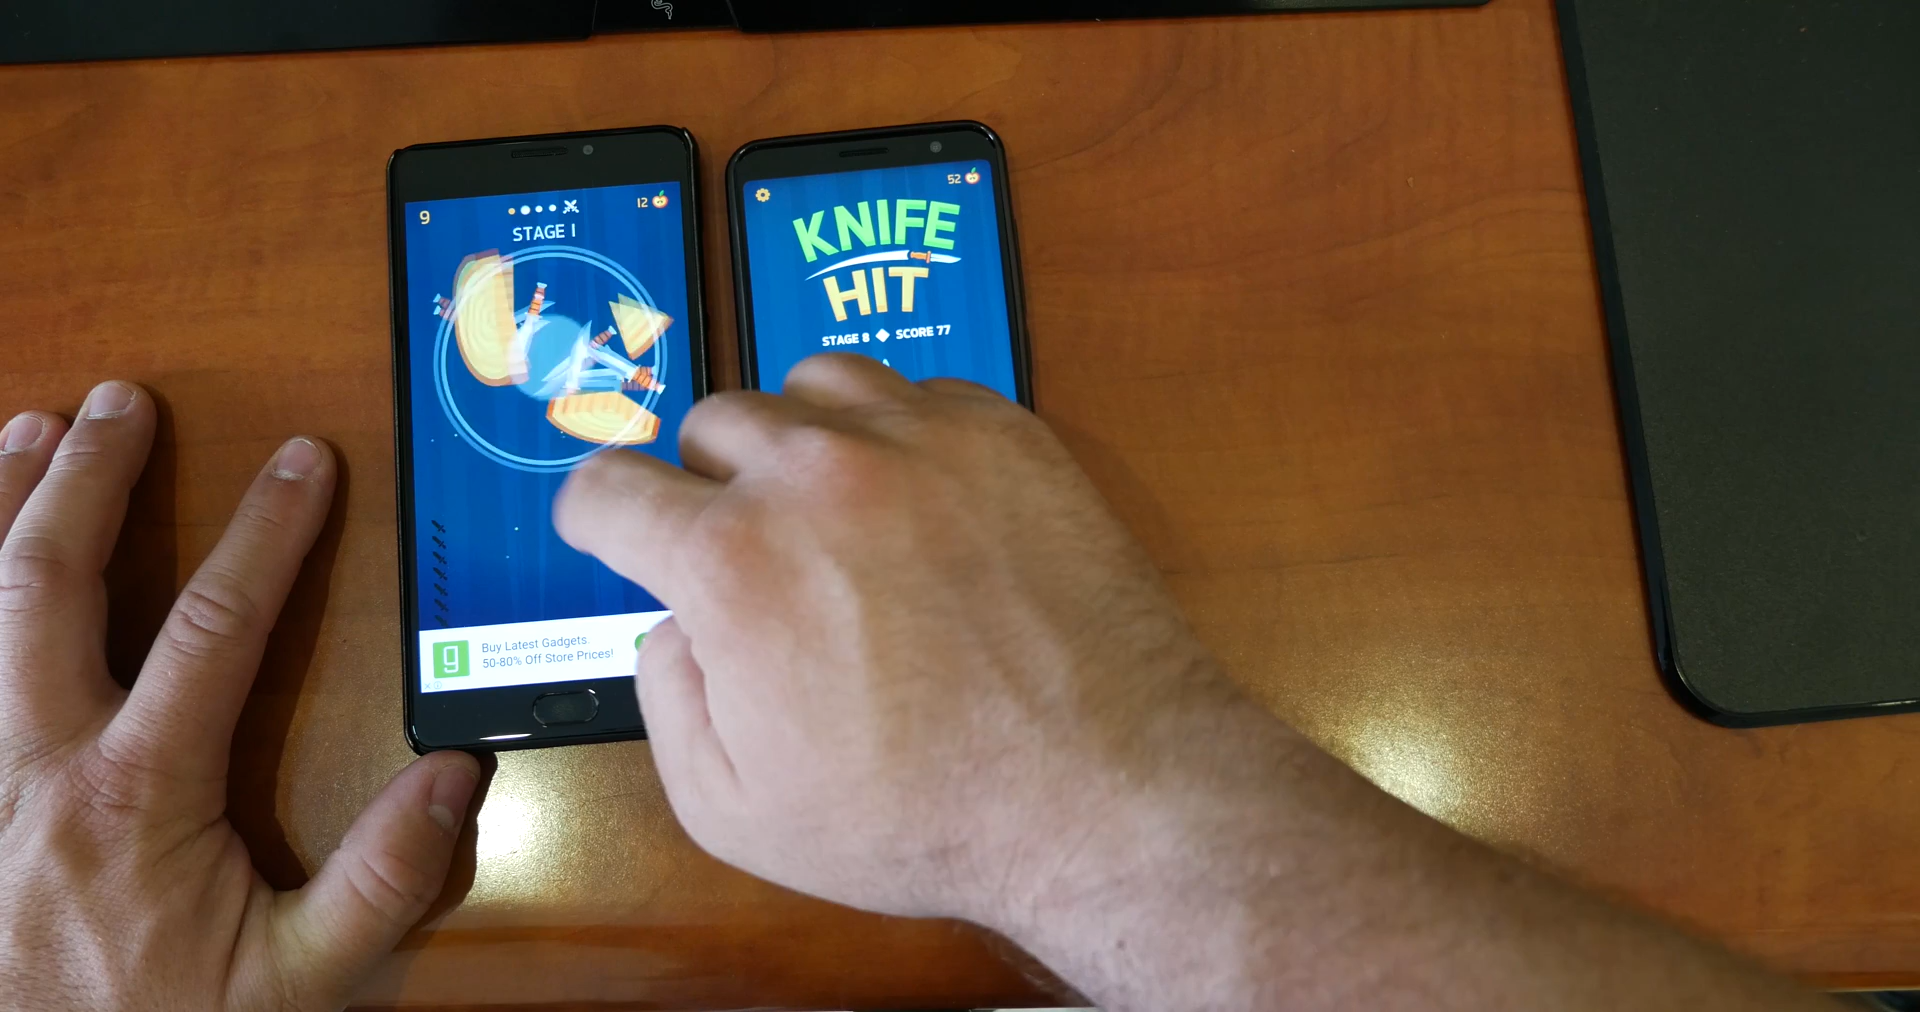 9
12
STAGE 1
g
Buy Latest Gadgets
50-80% Off Store Prices!
52
KNIFE
HIT
STAGE 8 SCORE 77